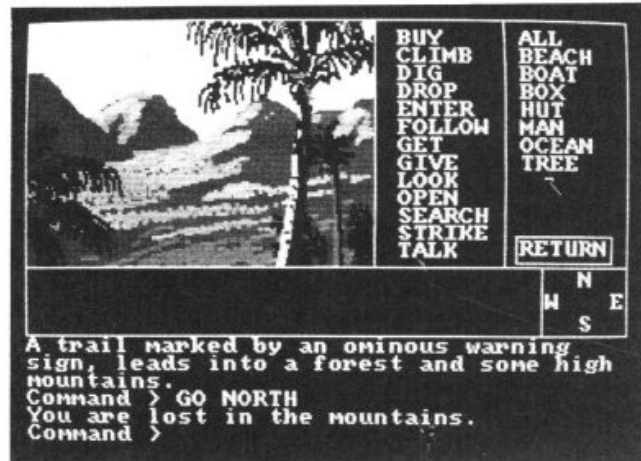 BUY
CLIMB
DIG
DROP
ENTER
FOLLOW
GET
GIVE
LOOK
OPEN
SEARCH
STRIKE
TALK
ALL
BEACH
BOAT
BOX
HUT
MAN
OCEAN
TREE
RETURN
N
W E
S
A trail marked by an ominous warning
sign, leads into a forest and some high
mountains.
Command > GO NORTH
You are lost in the mountains.
Command >